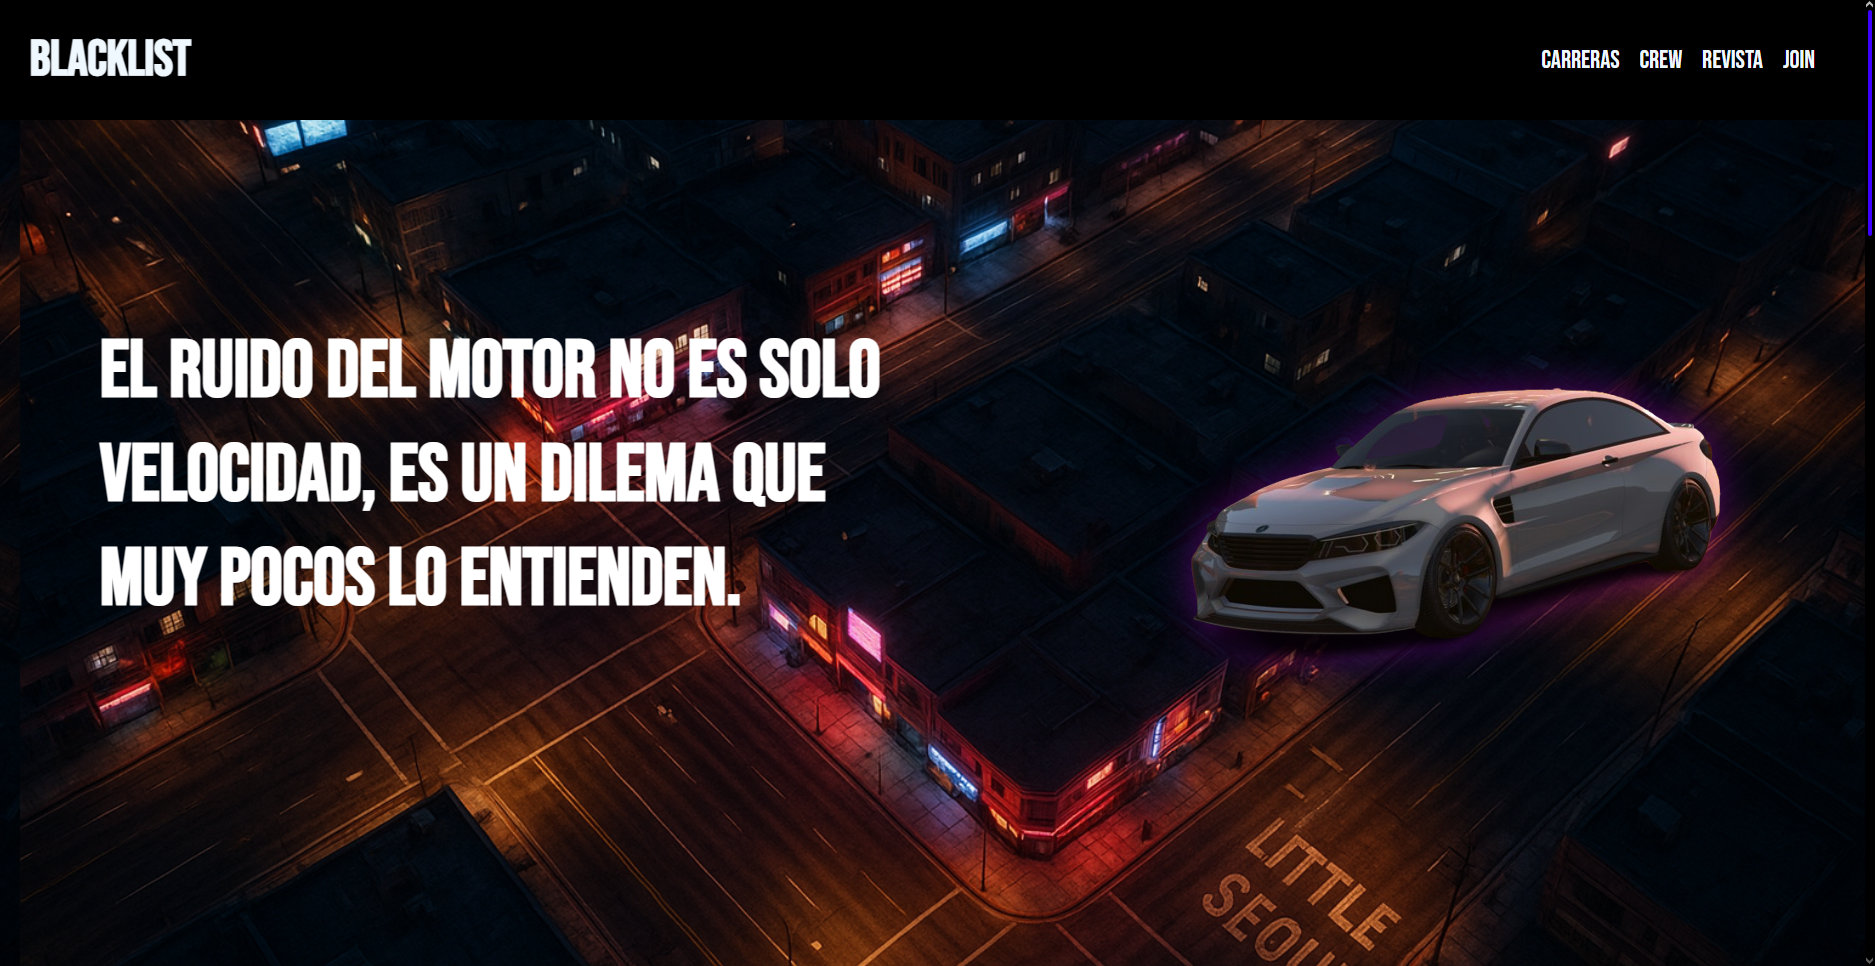 BLACKLIST
CARRERAS CREW REVISTA JOIN
EL RUIDO DEL MOTOR NO ES SOLO
VELOCIDAD, ES UN DILEMA QUE
MUY POCOS LO ENTIENDEN.
LITTLE